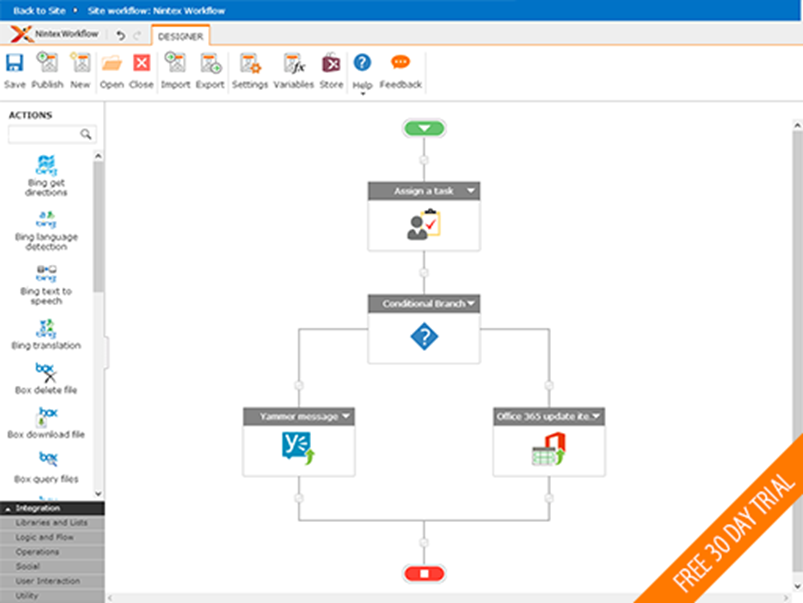 Back to Site
Site workflow: Nintex Workflow
Nintex Workflow
DESIGNER
Save
Publish
New
Open
Close
Import
Export
Settings
Variables
Store
Help
Feedback
ACTIONS
bing
Bing get
directions
bing
Bing language
detection
bing
Bing text to
speech
bing
Bing translation
box
Box delete file
box
Box download file
box
Box query files
Integration
Libraries and Lists
Logic and Flow
Operations
Social
User Interaction
Utility
Assign a task
Conditional Branch
?
Yammer message
Office 365 update ite..
FREE 30 DAY TRIAL